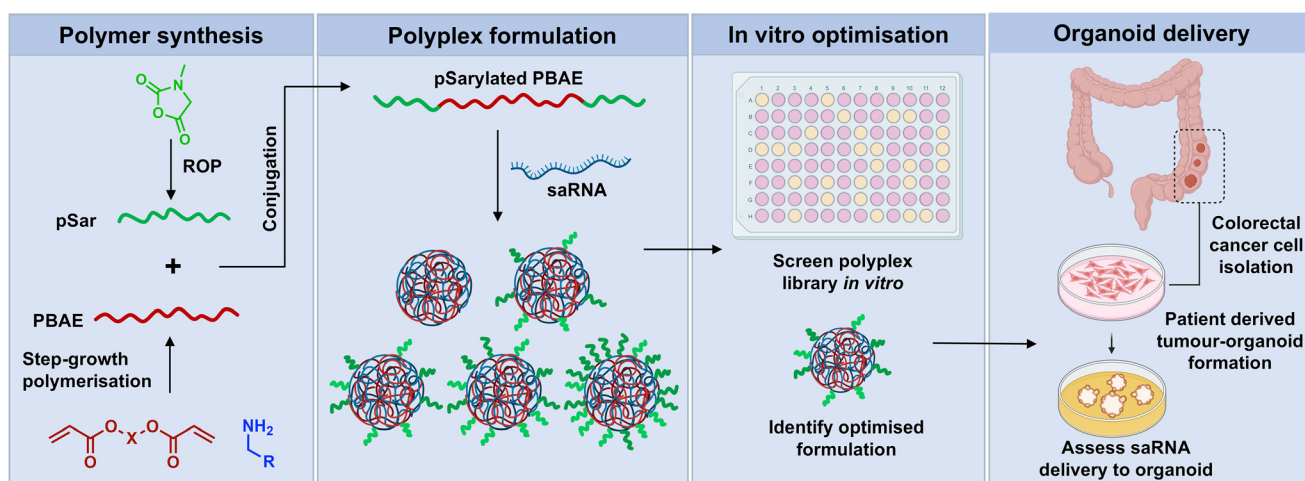 Polymer synthesis
O
N
O
O
ROP
pSar
+
PBAE
Step-growth
polymerisation
O
X
O
O
O
NH2
R
Conjugation
Polyplex formulation
pSarylated PBAE
saRNA
In vitro optimisation
1 2 3 4 5 6 7 8 9 10 11 12
A
B
C
D
E
F
G
H
Screen polyplex
library in vitro
Identify optimised
formulation
Organoid delivery
Colorectal
cancer cell
isolation
Patient derived
tumour-organoid
formation
Assess saRNA
delivery to organoid